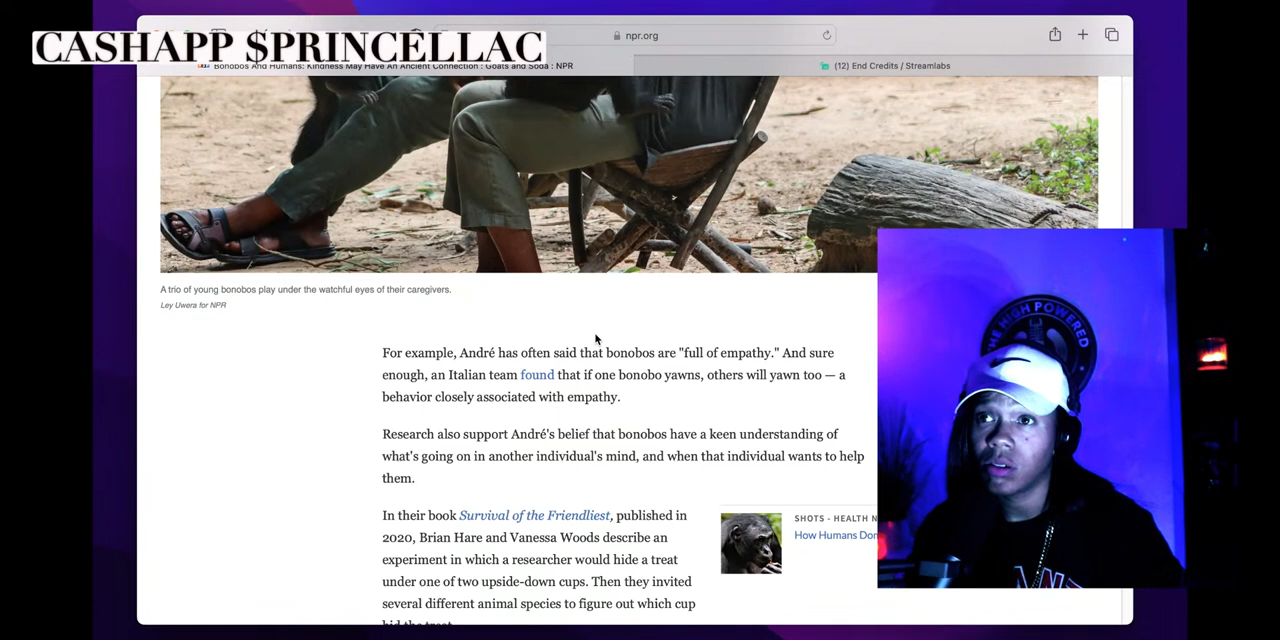 CASHAPP $PRINCELLAC
npr.org
Bonobos And Humans: Kindness May Have An Ancient Connection : Goats and Soda : NPR
(12) End Credits / Streamlabs
A trio of young bonobos play under the watchful eyes of their caregivers.
Ley Uwera for NPR
For example, André has often said that bonobos are "full of empathy." And sure
enough, an Italian team found that if one bonobo yawns, others will yawn too — a
behavior closely associated with empathy.
Research also support André's belief that bonobos have a keen understanding of
what's going on in another individual's mind, and when that individual wants to help
them.
In their book Survival of the Friendliest, published in
2020, Brian Hare and Vanessa Woods describe an
experiment in which a researcher would hide a treat
under one of two upside-down cups. Then they invited
several different animal species to figure out which cup
hid the treat.
SHOTS - HEALTH N
How Humans Dom
THE HIGH POWERED